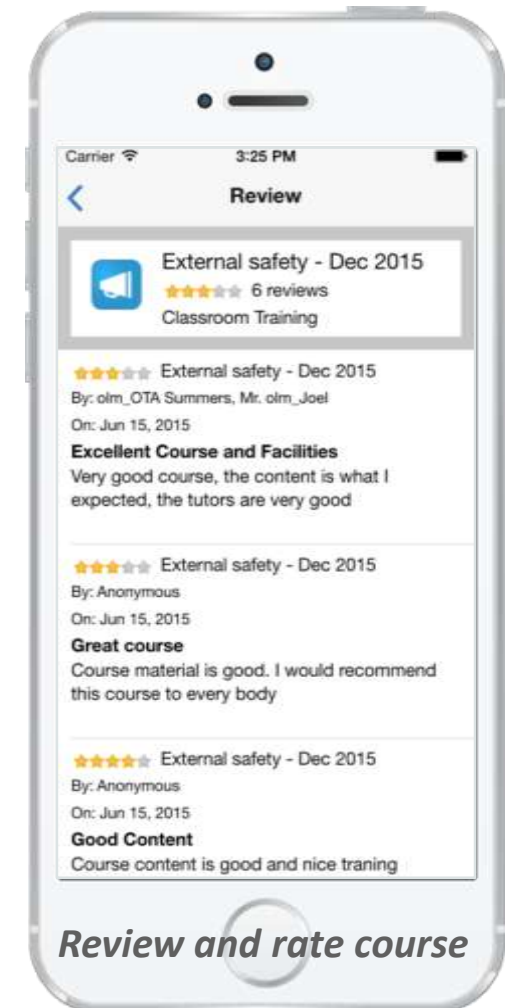 Carrier 3:25 PM
Review
External safety - Dec 2015
6 reviews
Classroom Training
External safety - Dec 2015
By: olm_OTA Summers, Mr. olm_Joel
On: Jun 15, 2015
Excellent Course and Facilities
Very good course, the content is what I
expected, the tutors are very good
External safety - Dec 2015
By: Anonymous
On: Jun 15, 2015
Great course
Course material is good. I would recommend
this course to every body
External safety - Dec 2015
By: Anonymous
On: Jun 15, 2015
Good Content
Course content is good and nice traning
Review and rate course